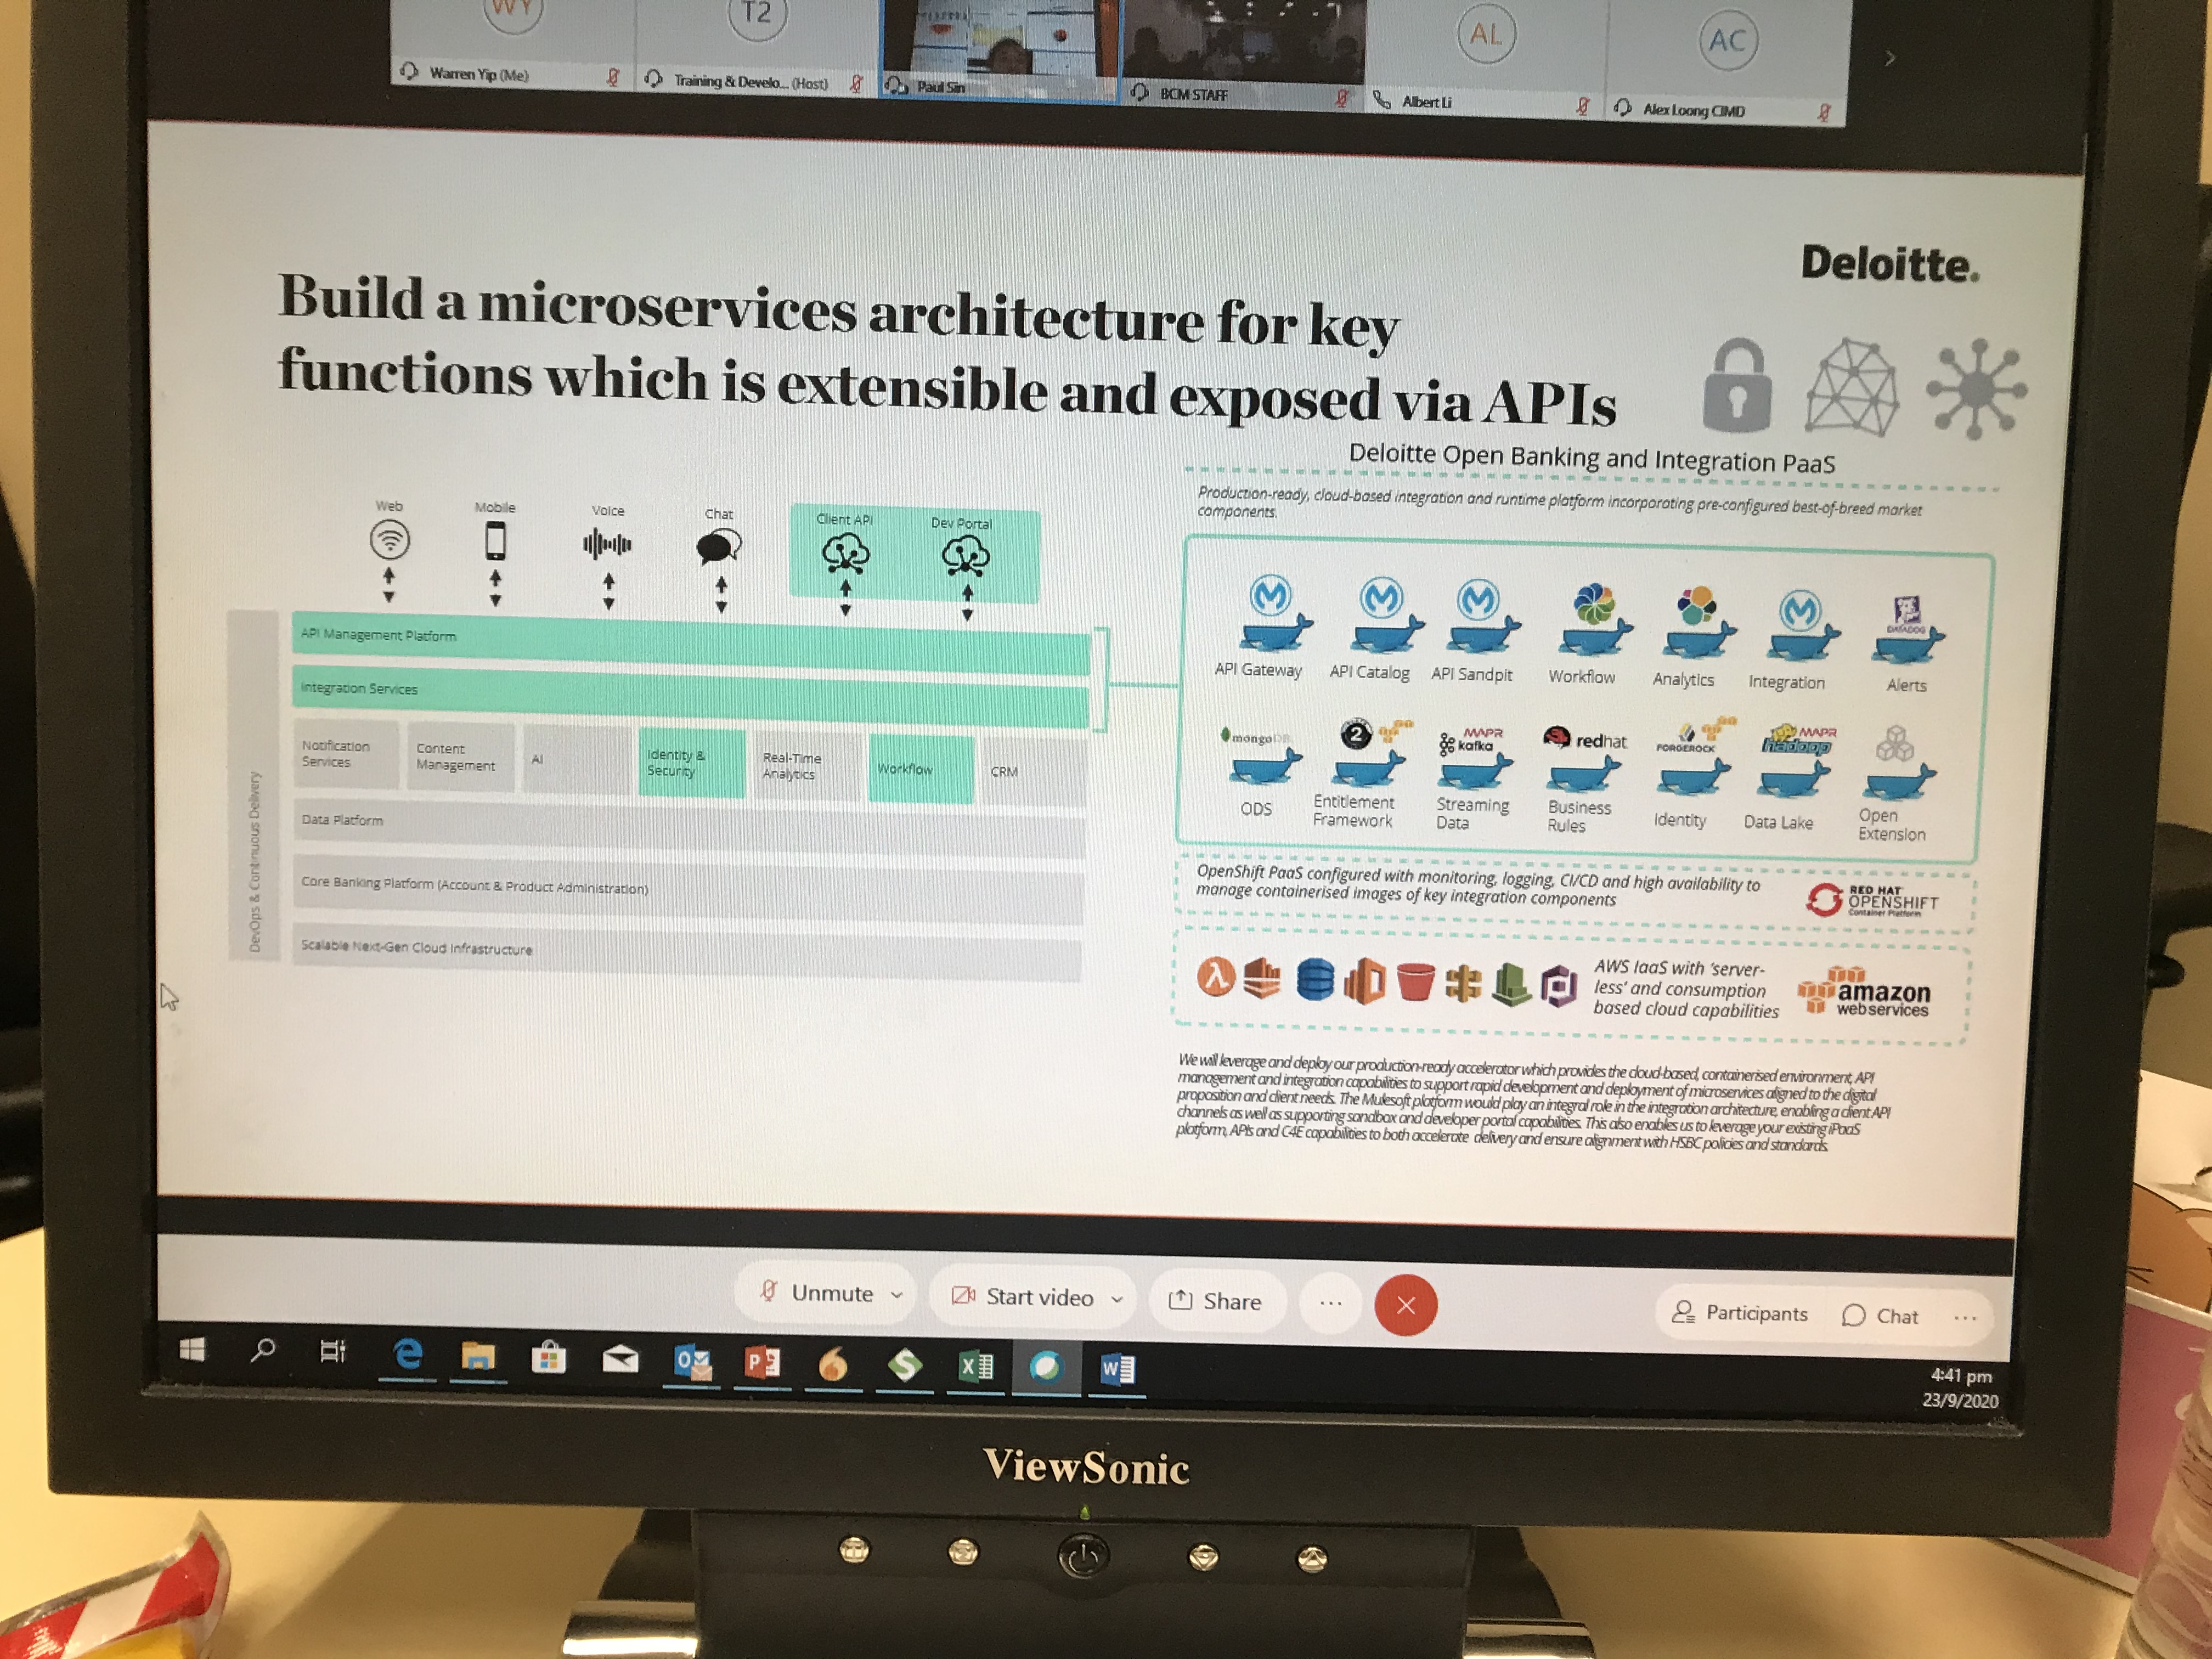 WY
T2
AL
AC
Warren Yip (Me)
Training & Develo... (Host)
Paul Sin
BCM STAFF
Albert Li
Alex Loong CIMD
Deloitte.
Build a microservices architecture for key
functions which is extensible and exposed via APIs
Deloitte Open Banking and Integration PaaS
Production-ready, cloud-based integration and runtime platform incorporating pre-configured best-of-breed market
components.
Web
Mobile
Voice
Chat
Client API
Dev Portal
DevOps & Continuous Delivery
API Management Platform
Integration Services
Notification
Services
Content
Management
AI
Identity &
Security
Real-Time
Analytics
Workflow
CRM
Data Platform
Core Banking Platform (Account & Product Administration)
Scalable Next-Gen Cloud Infrastructure
DATADOG
API Gateway
API Catalog
API Sandpit
Workflow
Analytics
Integration
Alerts
mongoDB
2
MAPR
kafka
redhat
FORGEROCK
MAPR
hadoop
ODS
Entitlement
Framework
Streaming
Data
Business
Rules
Identity
Data Lake
Open
Extension
OpenShift PaaS configured with monitoring, logging, CI/CD and high availability to
manage containerised images of key integration components
RED HAT
OPENSHIFT
Container Platform
AWS IaaS with 'server-
less' and consumption
based cloud capabilities
amazon
webservices
We will leverage and deploy our production-ready accelerator which provides the cloud-based, containerised environment, API
management and integration capabilities to support rapid development and deployment of microservices aligned to the digital
proposition and client needs. The Mulesoft platform would play an integral role in the integration architecture, enabling a client API
channels as well as supporting sandbox and developer portal capabilities. This also enables us to leverage your existing iPaaS
platform, APIs and C4E capabilities to both accelerate delivery and ensure alignment with HSBC policies and standards.
Unmute
Start video
Share
Participants
Chat
4:41 pm
23/9/2020
ViewSonic